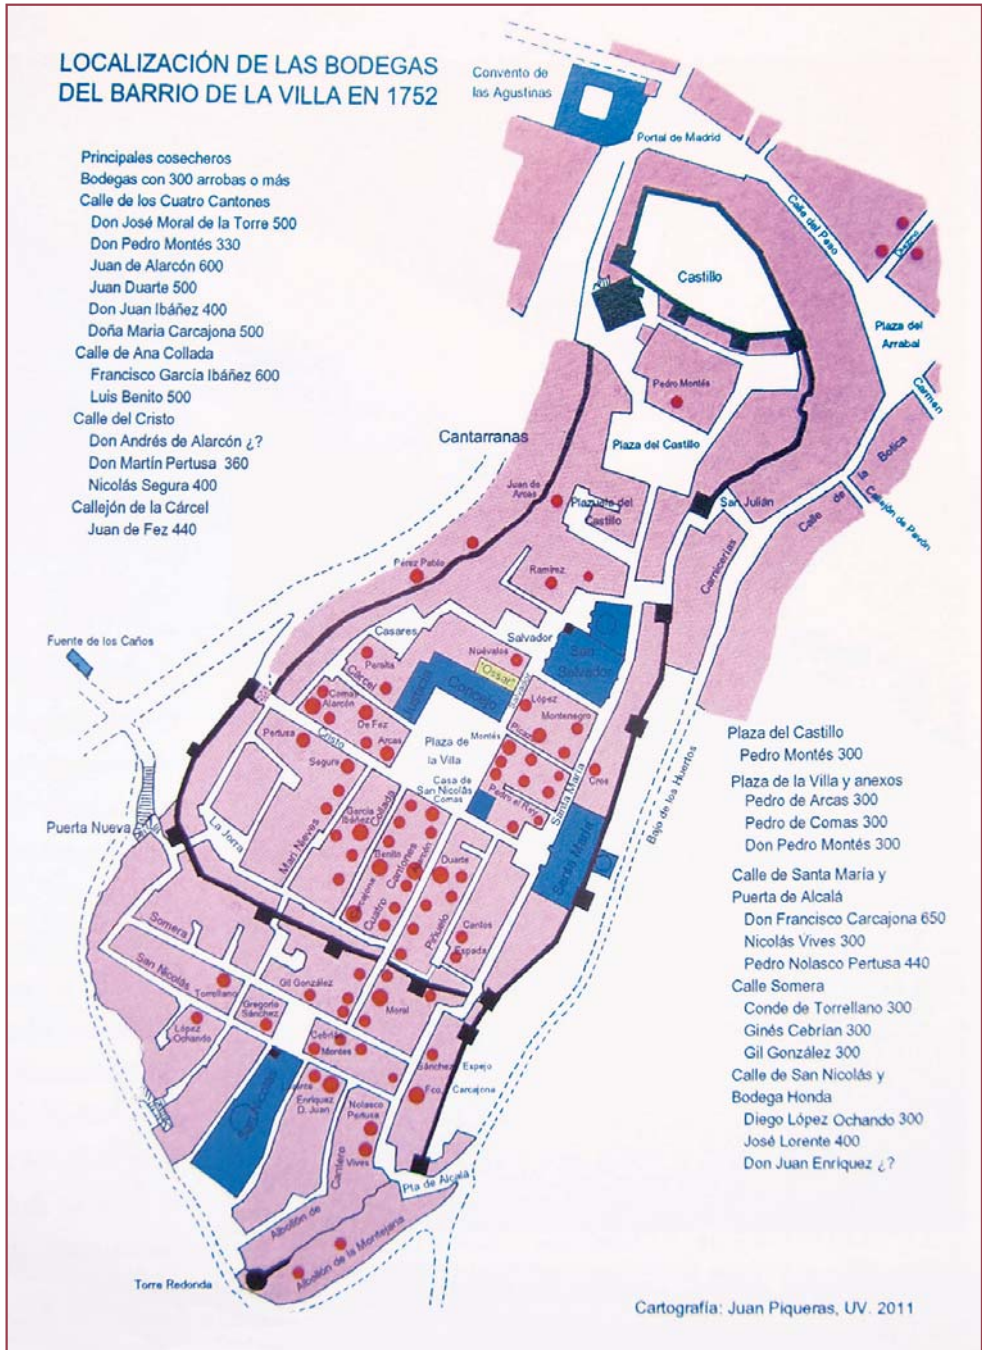 LOCALIZACIÓN DE LAS BODEGAS
DEL BARRIO DE LA VILLA EN 1752
Principales cosecheros
Bodegas con 300 arrobas o más
Calle de los Cuatro Cantones
Don José Moral de la Torre 500
Don Pedro Montés 330
Juan de Alarcón 600
Juan Duarte 500
Don Juan Ibáñez 400
Doña Maria Carcajona 500
Calle de Ana Collada
Francisco García Ibáñez 600
Luis Benito 500
Calle del Cristo
Don Andrés de Alarcón ¿?
Don Martín Pertusa 360
Nicolás Segura 400
Callejón de la Cárcel
Juan de Fez 440
Convento de
las Agustinas
Portal de Madrid
Calle del Peso
Castillo
Plaza del
Arrabal
Carmen
Pedro Montés
Plaza del Castillo
Cantarranas
Juan de
Arcas
Plazuela del
Castillo
San Julián
Calle de la Botica
Callejón de Pavón
Carnicerías
Pérez Pablo
Ramírez
Fuente de los Caños
Casares
Salvador
San
Salvador
Nuévalos
"Ossar"
Peralta
Cárcel
Justicia
Concejo
Salvador
Comas
Alarcón
De Fez
Arcas
López
Montenegro
Picazo
Pertusa
Cristo
Segura
Plaza de
la Villa
Montés
Casa de
San Nicolás
Comas
Pedro el Rey
Santa María
Cros
Bajo de los Huertos
Puerta Nueva
La Jorra
Mari Nieves
García
Ibáñez
Collada
Benito
Carcajona
Cuatro
Cantones
Alarcón
Duarte
Piñuelo
Santa María
Cantos
Espada
Somera
San Nicolás
Torrellano
Gil González
Moral
Gregorio
Sánchez
López
Ochando
Cebrián
Montes
Sánchez
Espejo
Fco. Carcajona
San Nicolás
Enríquez
D. Juan
Nolasco
Pertusa
Vives
Cantero
Pta de Alcalá
Albollón de
Albollón de la Montejana
Torre Redonda
Plaza del Castillo
Pedro Montés 300
Plaza de la Villa y anexos
Pedro de Arcas 300
Pedro de Comas 300
Don Pedro Montés 300
Calle de Santa María y
Puerta de Alcalá
Don Francisco Carcajona 650
Nicolás Vives 300
Pedro Nolasco Pertusa 440
Calle Somera
Conde de Torrellano 300
Ginés Cebrían 300
Gil González 300
Calle de San Nicolás y
Bodega Honda
Diego López Ochando 300
José Lorente 400
Don Juan Enriquez ¿?
Cartografía: Juan Piqueras, UV. 2011